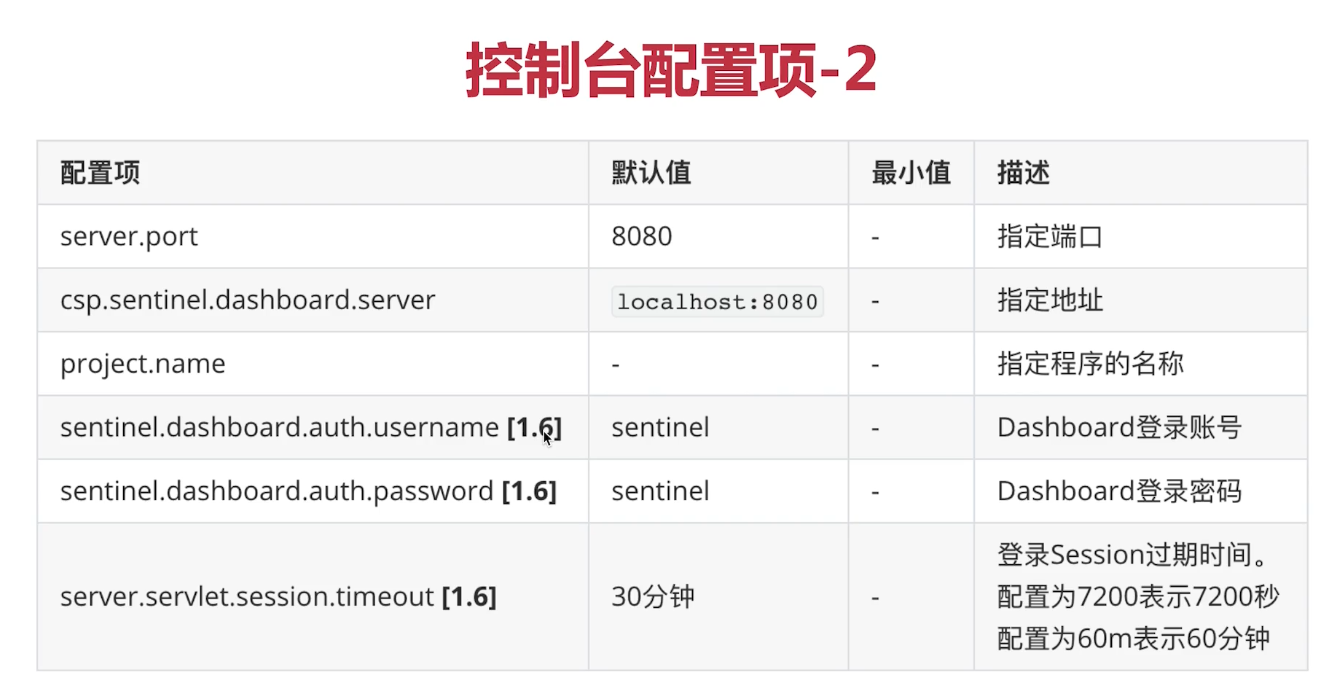 控制台配置项-2
配置项 默认值 最小值 描述
server.port 8080 - 指定端口
csp.sentinel.dashboard.server localhost:8080 - 指定地址
project.name - - 指定程序的名称
sentinel.dashboard.auth.username [1.6] sentinel - Dashboard登录账号
sentinel.dashboard.auth.password [1.6] sentinel - Dashboard登录密码
server.servlet.session.timeout [1.6] 30分钟 - 登录Session过期时间。
配置为7200表示7200秒
配置为60m表示60分钟